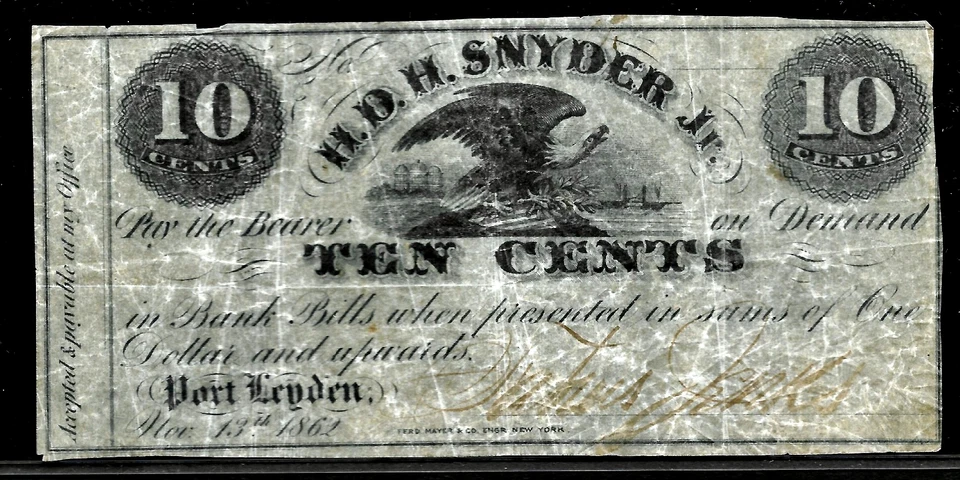 10
CENTS
No
H.D.H. SNYDER Jr.
10
CENTS
Accepted & payable at my Office
Pay the Bearer on Demand
TEN CENTS
in Bank Bills when presented in sums of One
Dollar and upwards.
Port Leyden,
Nov. 13th 1862
FERD MAYER & CO. ENGR NEW YORK